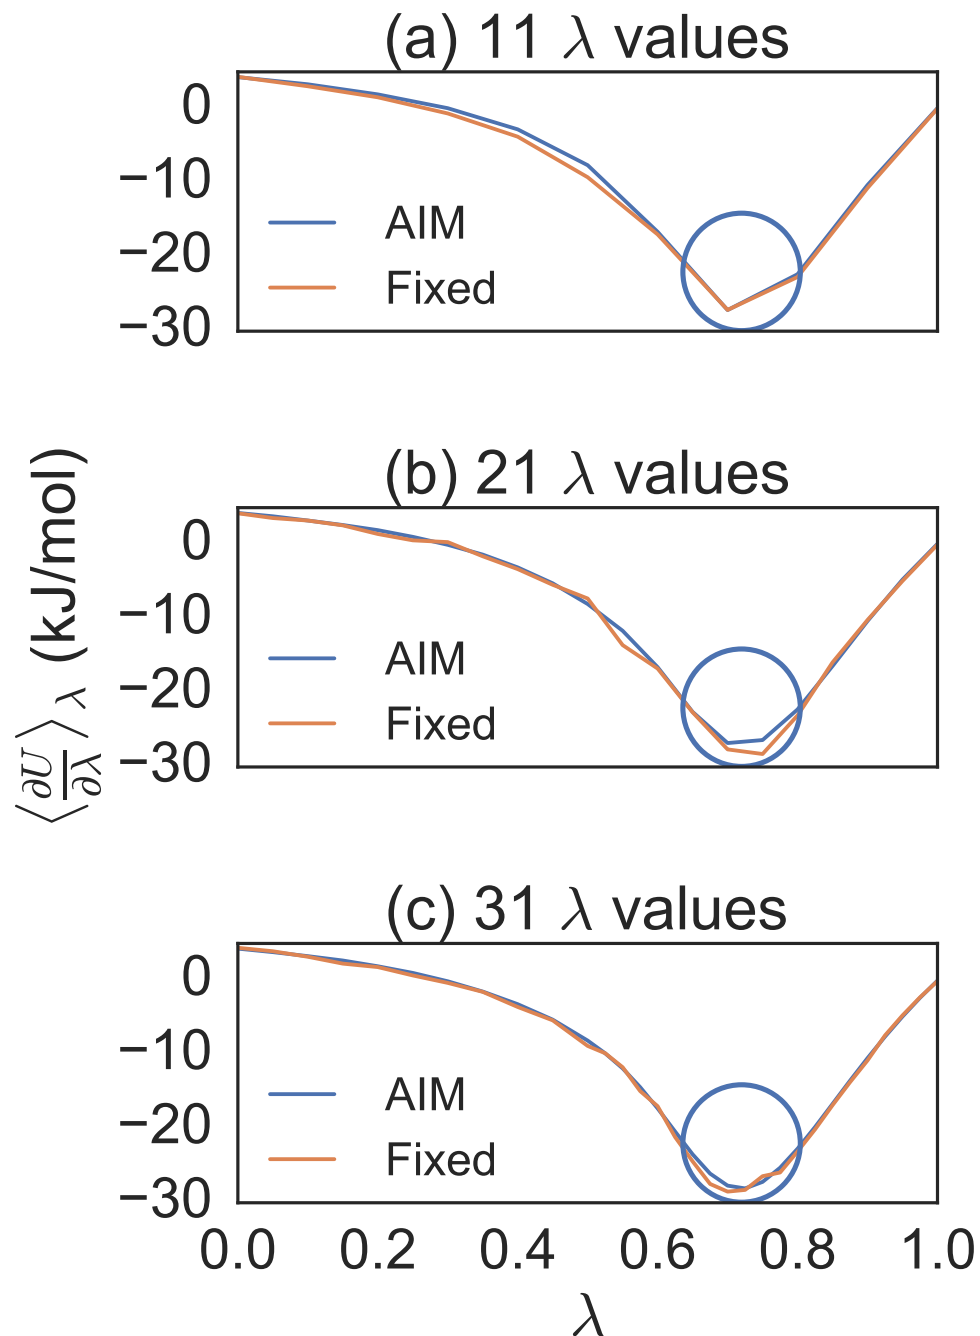 (a) 11 λ values
0
−10
−20
−30
AIM
Fixed
(b) 21 λ values
0
−10
−20
−30
AIM
Fixed
⟨∂U/∂λ⟩λ (kJ/mol)
(c) 31 λ values
0
−10
−20
−30
AIM
Fixed
0.0 0.2 0.4 0.6 0.8 1.0
λ